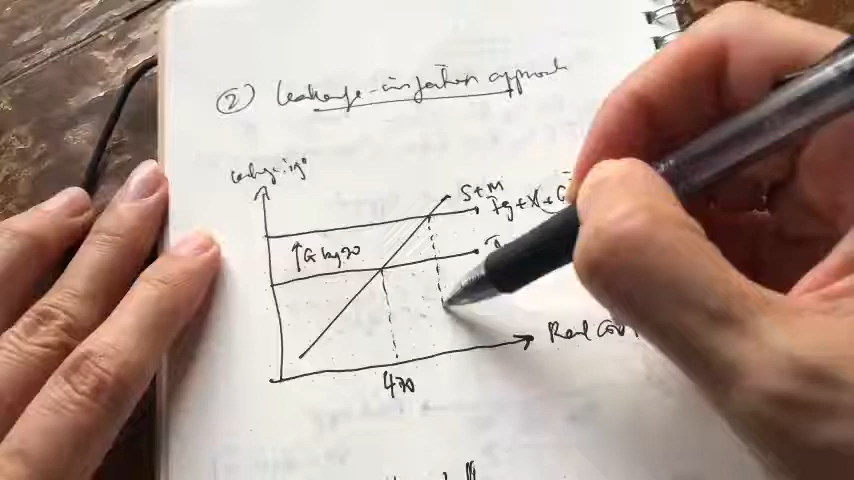 ② Leakage-injection approach
S+M
Ig + X + G
↑G by 20
Real GDP
470